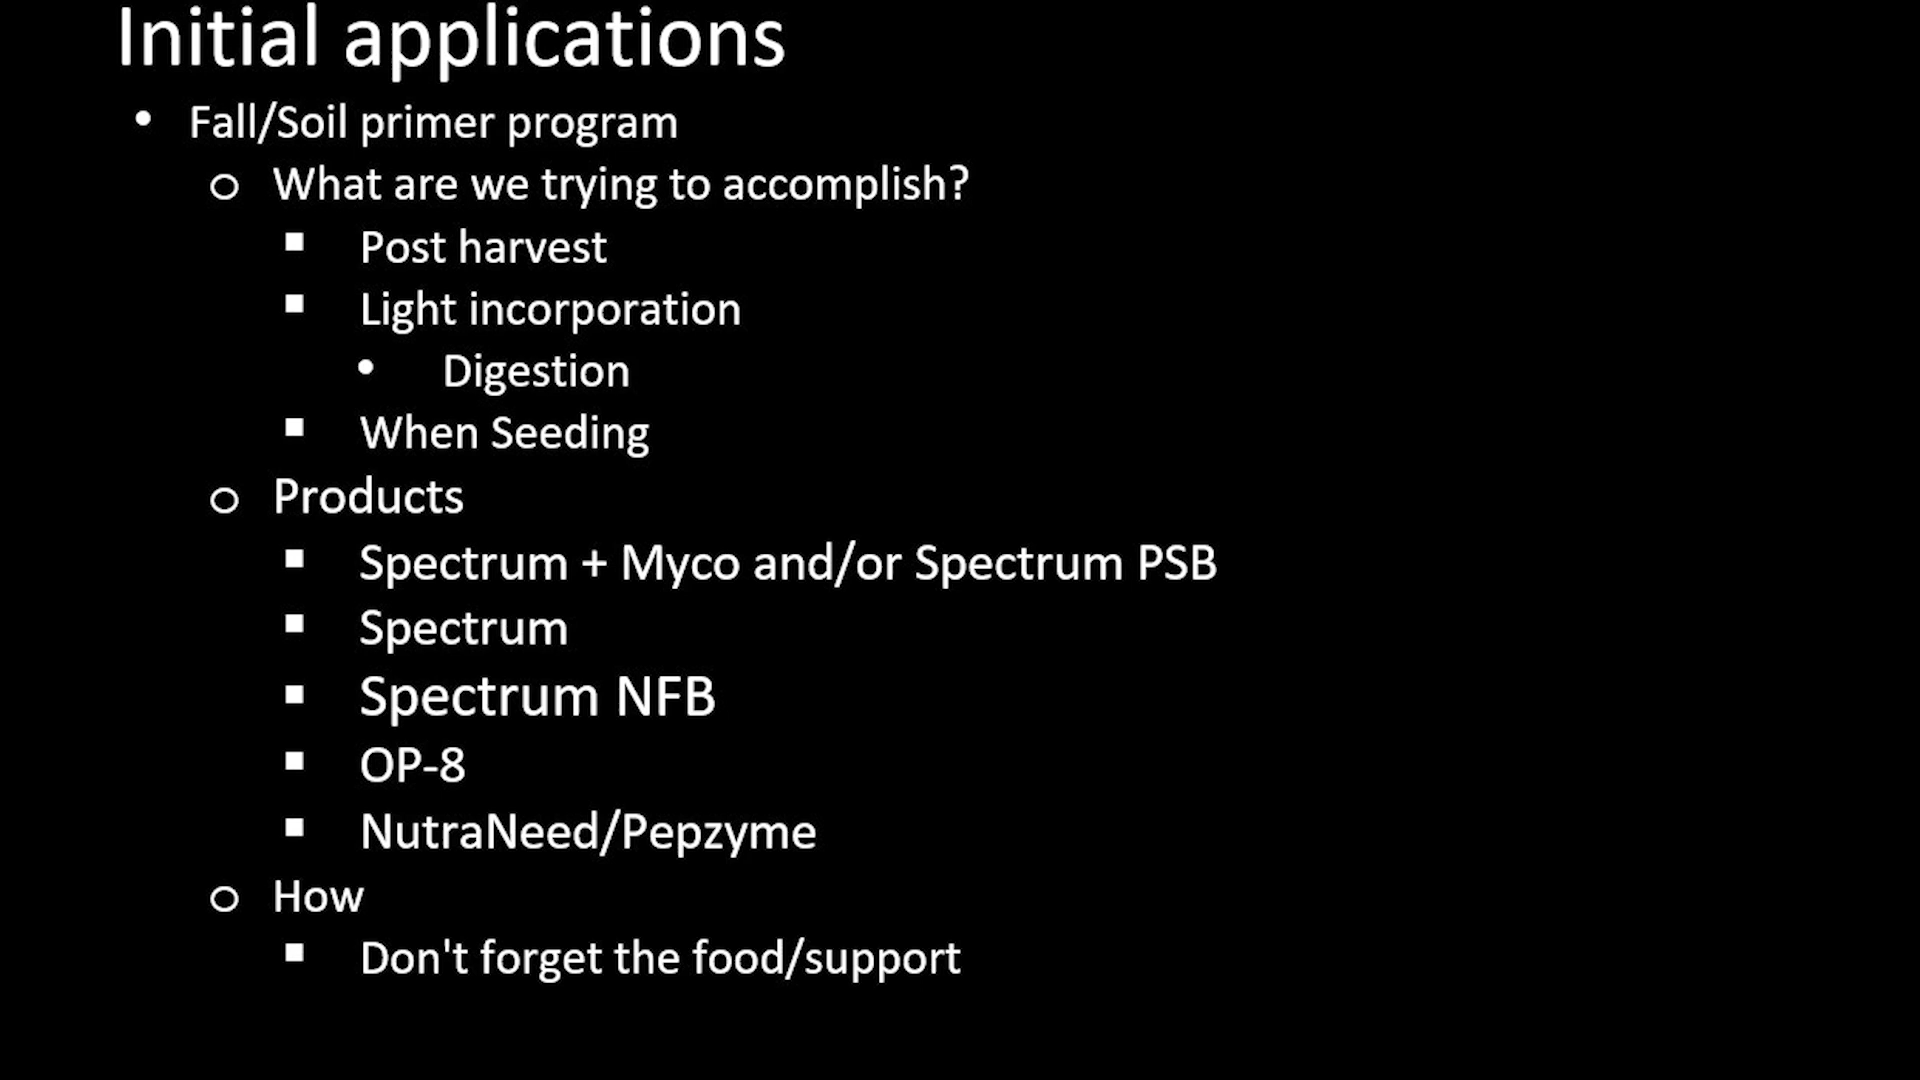 Initial applications
• Fall/Soil primer program
o What are we trying to accomplish?
▪ Post harvest
▪ Light incorporation
• Digestion
▪ When Seeding
o Products
▪ Spectrum + Myco and/or Spectrum PSB
▪ Spectrum
▪ Spectrum NFB
▪ OP-8
▪ NutraNeed/Pepzyme
o How
▪ Don't forget the food/support